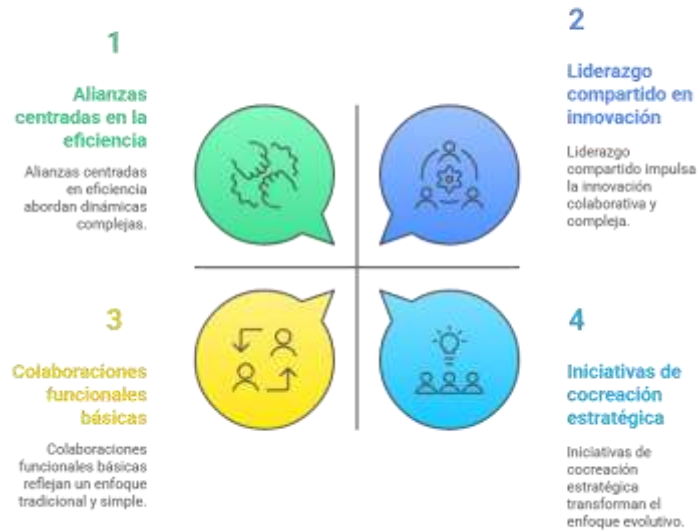 1
Alianzas
centradas en la
eficiencia
Alianzas centradas
en eficiencia
abordan dinámicas
complejas.
2
Liderazgo
compartido en
innovación
Liderazgo
compartido impulsa
la innovación
colaborativa y
compleja.
3
Colaboraciones
funcionales
básicas
Colaboraciones
funcionales básicas
reflejan un enfoque
tradicional y simple.
4
Iniciativas de
cocreación
estratégica
Iniciativas de
cocreación
estratégica
transforman el
enfoque evolutivo.